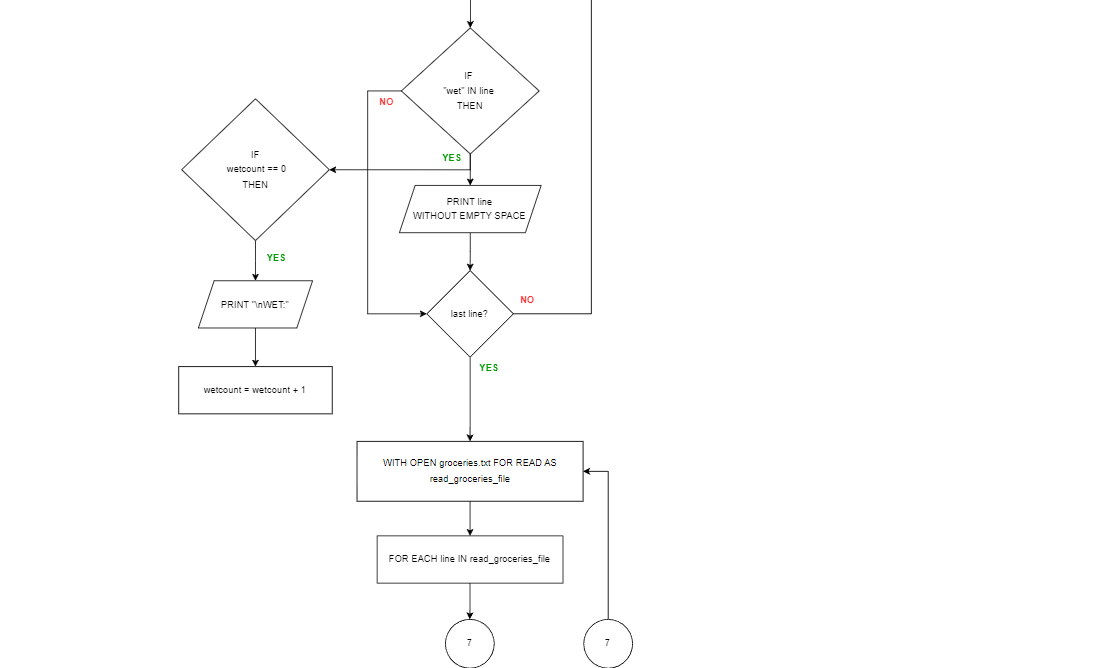 IF
"wet" IN line
THEN
NO
YES
IF
wetcount == 0
THEN
PRINT line
WITHOUT EMPTY SPACE
YES
NO
PRINT "\nWET:"
last line?
YES
wetcount = wetcount + 1
WITH OPEN groceries.txt FOR READ AS
read_groceries_file
FOR EACH line IN read_groceries_file
7
7